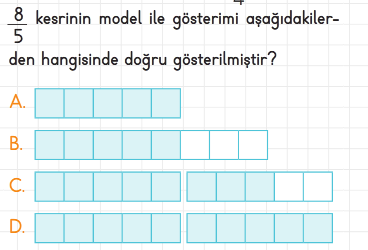 8/5 kesrinin model ile gösterimi aşağıdakiler-
den hangisinde doğru gösterilmiştir?
A.
B.
C.
D.